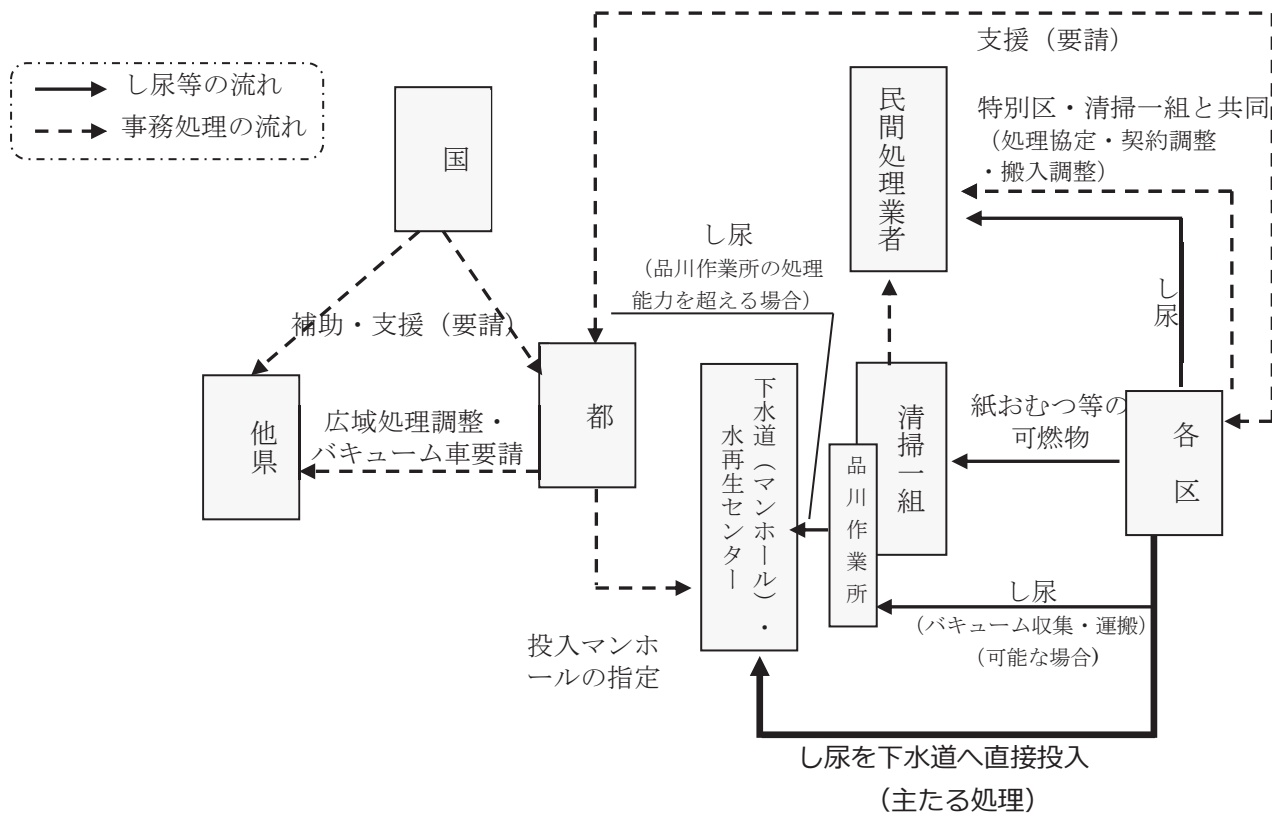 支援（要請）
し尿等の流れ
事務処理の流れ
国
民間処理業者
特別区・清掃一組と共同
（処理協定・契約調整
・搬入調整）
し尿
（品川作業所の処理
能力を超える場合）
し尿
補助・支援（要請）
他県
広域処理調整・
バキューム車要請
都
下水道（マンホール）・
水再生センター
清掃一組
品川作業所
紙おむつ等の
可燃物
各区
し尿
（バキューム収集・運搬）
（可能な場合）
投入マンホ
ールの指定
し尿を下水道へ直接投入
（主たる処理）